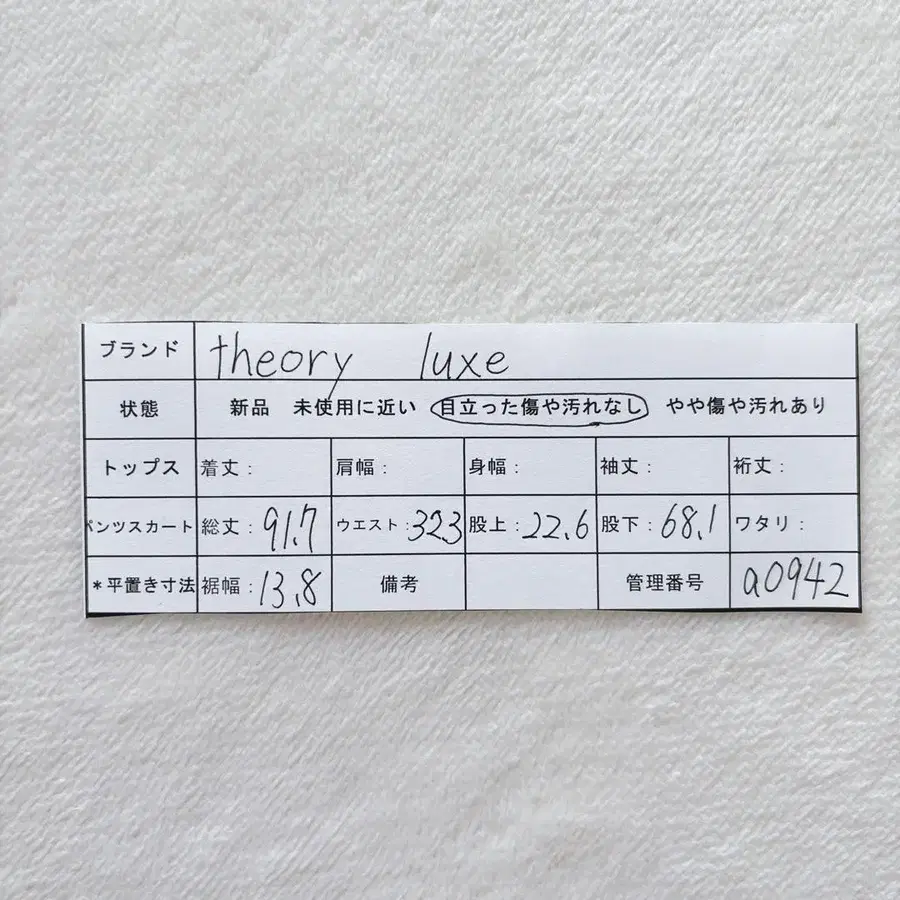 ブランド theory luxe
状態 新品 未使用に近い 目立った傷や汚れなし やや傷や汚れあり
トップス 着丈: 肩幅: 身幅: 袖丈: 裄丈:
パンツスカート 総丈: 91.7 ウエスト: 32.3 股上: 22.6 股下: 68.1 ワタリ:
*平置き寸法 裾幅: 13.8 備考 管理番号 a0942